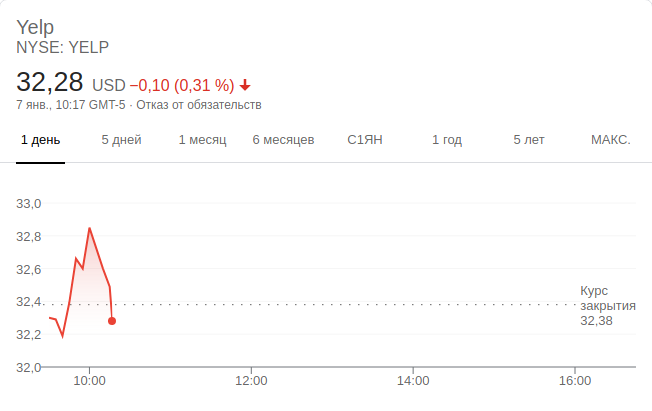 Yelp
NYSE: YELP
32,28 USD −0,10 (0,31 %)
7 янв., 10:17 GMT-5 · Отказ от обязательств
1 день 5 дней 1 месяц 6 месяцев С1ЯН 1 год 5 лет МАКС.
33,0
32,8
32,6
32,4
32,2
32,0
Курс
закрытия
32,38
10:00 12:00 14:00 16:00